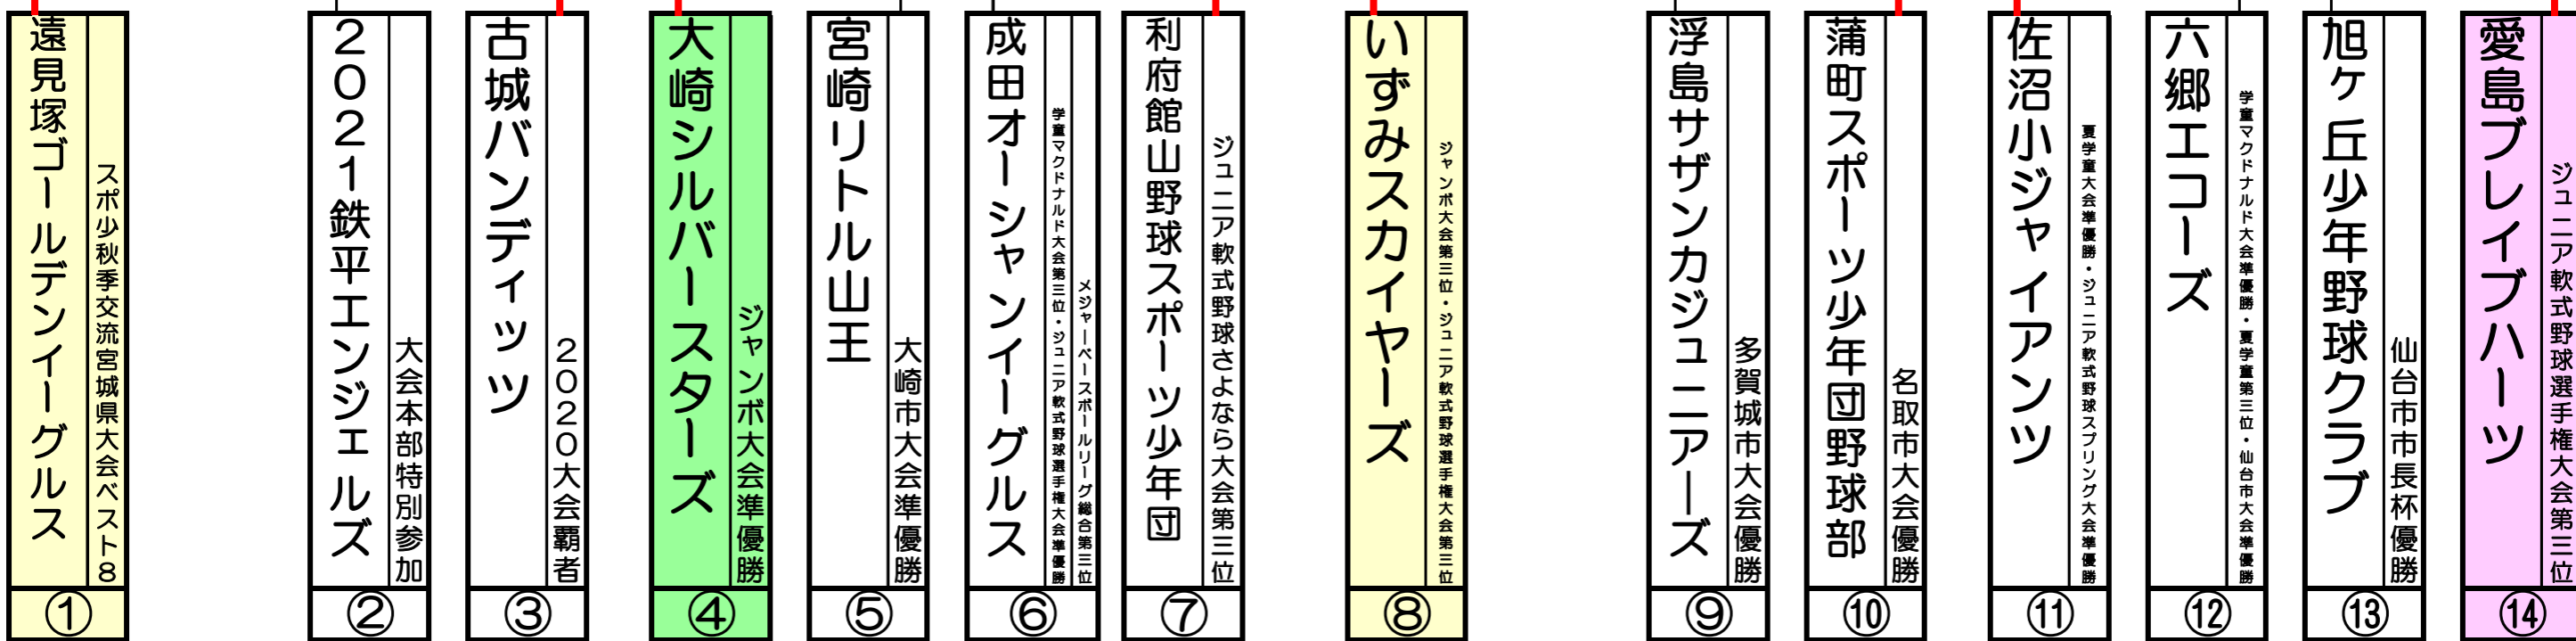 遠見塚ゴールデンイーグルス
スポ少秋季交流宮城県大会ベスト8
①
2021鉄平エンジェルズ
大会本部特別参加
②
古城バンディッツ
2020大会覇者
③
大崎シルバースターズ
ジャンボ大会準優勝
④
宮崎リトル山王
大崎市大会準優勝
⑤
成田オーシャンイーグルス
学童マクドナルド大会第三位・ジュニア軟式野球選手権大会準優勝
メジャーベースボールリーグ総合第三位
⑥
利府館山野球スポーツ少年団
ジュニア軟式野球さよなら大会第三位
⑦
いずみスカイヤーズ
ジャンボ大会第三位・ジュニア軟式野球選手権大会第三位
⑧
浮島サザンカジュニアーズ
多賀城市大会優勝
⑨
蒲町スポーツ少年団野球部
名取市大会優勝
⑩
佐沼小ジャイアンツ
夏学童大会準優勝・ジュニア軟式野球スプリング大会準優勝
⑪
六郷エコーズ
学童マクドナルド大会準優勝・夏学童第三位・仙台市大会準優勝
⑫
旭ケ丘少年野球クラブ
仙台市市長杯優勝
⑬
愛島ブレイブハーツ
ジュニア軟式野球選手権大会第三位
⑭